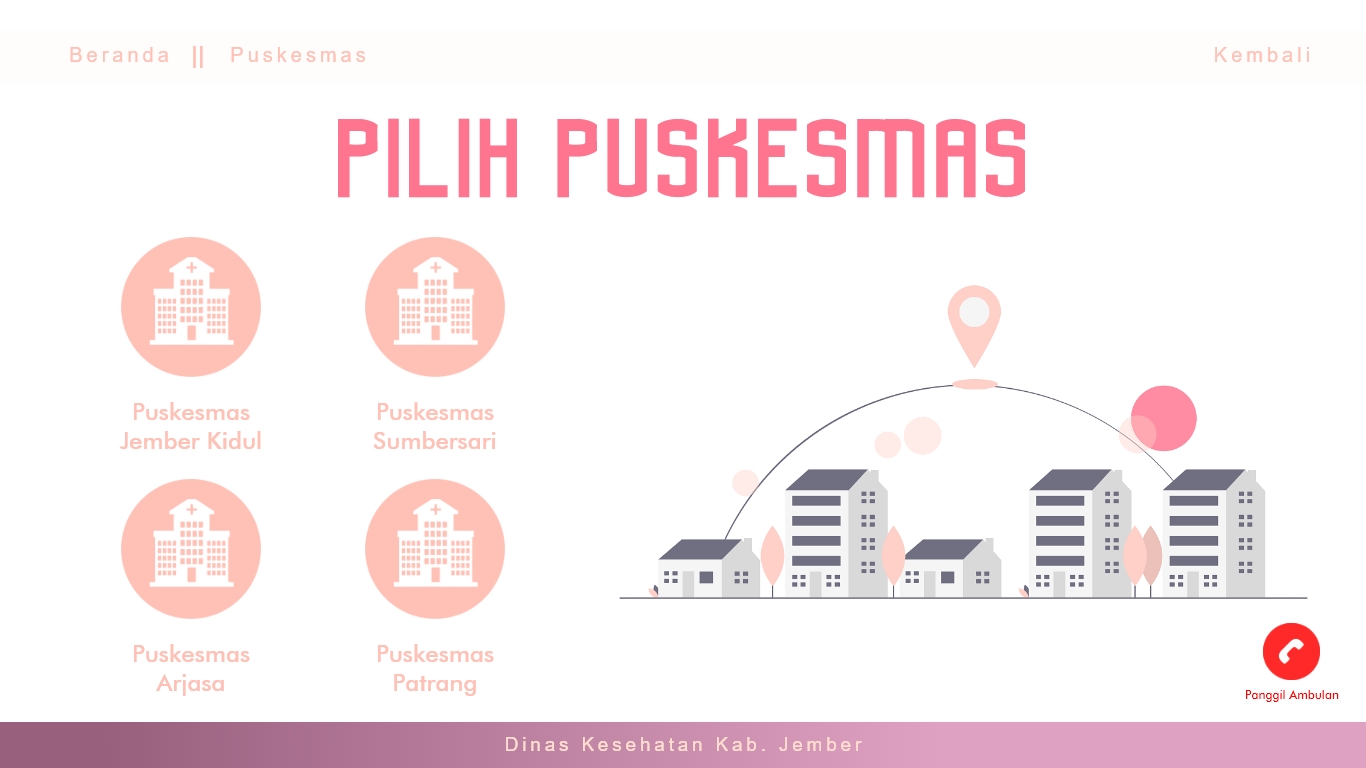 Beranda || Puskesmas
Kembali
PILIH PUSKESMAS
Puskesmas
Jember Kidul
Puskesmas
Sumbersari
Puskesmas
Arjasa
Puskesmas
Patrang
Panggil Ambulan
Dinas Kesehatan Kab. Jember